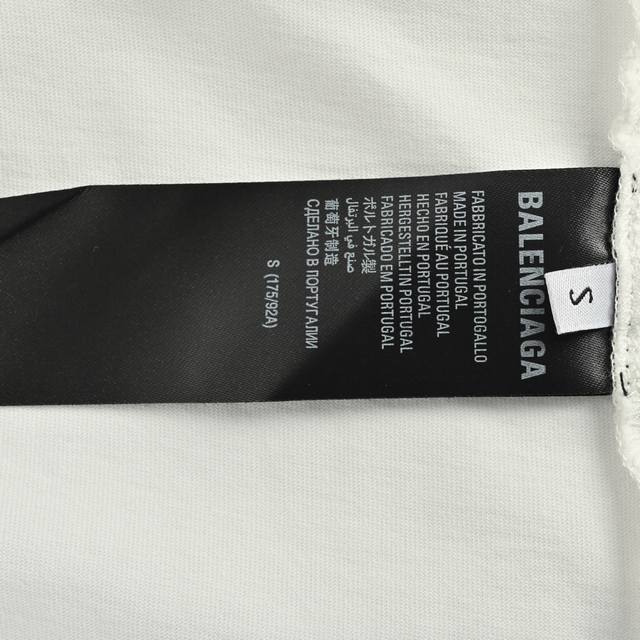 BALENCIAGA
S
FABBRICATO IN PORTOGALLO
MADE IN PORTUGAL
FABRIQUÉ AU PORTUGAL
HECHO EN PORTUGAL
HERGESTELLT IN PORTUGAL
FABRICADO EM PORTUGAL
ポルトガル製
صنع في البرتغال
葡萄牙制造
СДЕЛАНО В ПОРТУГАЛИИ
S (175/92A)